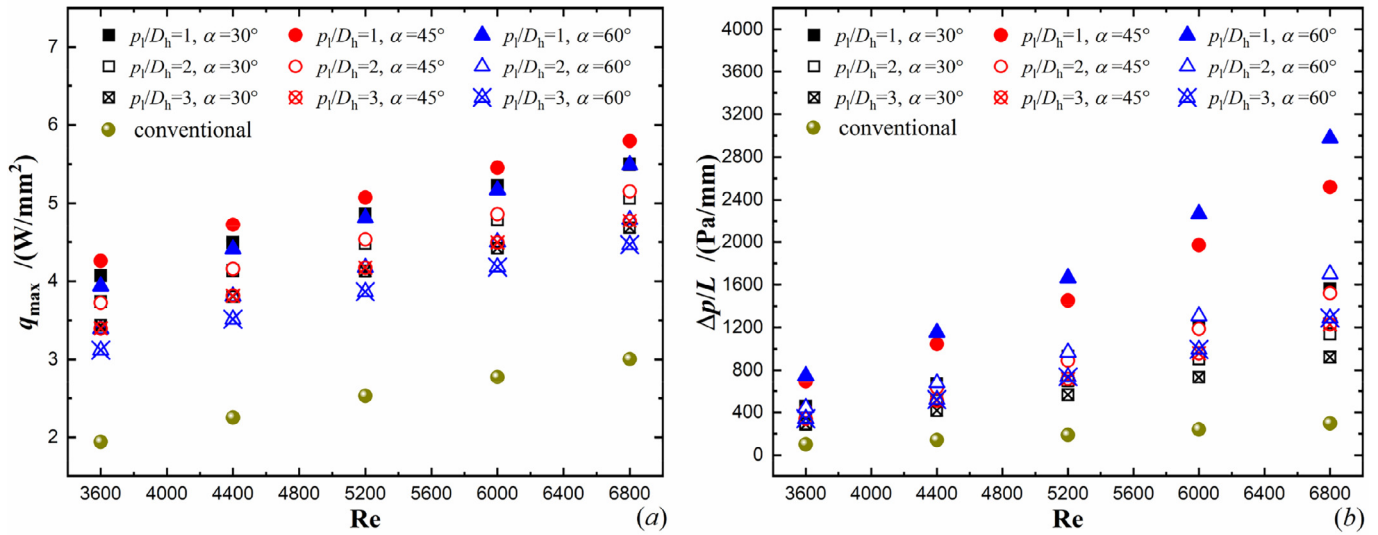 7
6
5
4
3
2
q_max /(W/mm²)
p_l/D_h=1, α=30°
p_l/D_h=1, α=45°
p_l/D_h=1, α=60°
p_l/D_h=2, α=30°
p_l/D_h=2, α=45°
p_l/D_h=2, α=60°
p_l/D_h=3, α=30°
p_l/D_h=3, α=45°
p_l/D_h=3, α=60°
conventional
3600 4000 4400 4800 5200 5600 6000 6400 6800
Re
(a)
4200
4000
3600
3200
2800
2400
2000
1600
1200
800
400
0
Δp/L /(Pa/mm)
p_l/D_h=1, α=30°
p_l/D_h=1, α=45°
p_l/D_h=1, α=60°
p_l/D_h=2, α=30°
p_l/D_h=2, α=45°
p_l/D_h=2, α=60°
p_l/D_h=3, α=30°
p_l/D_h=3, α=45°
p_l/D_h=3, α=60°
conventional
3600 4000 4400 4800 5200 5600 6000 6400 6800
Re
(b)